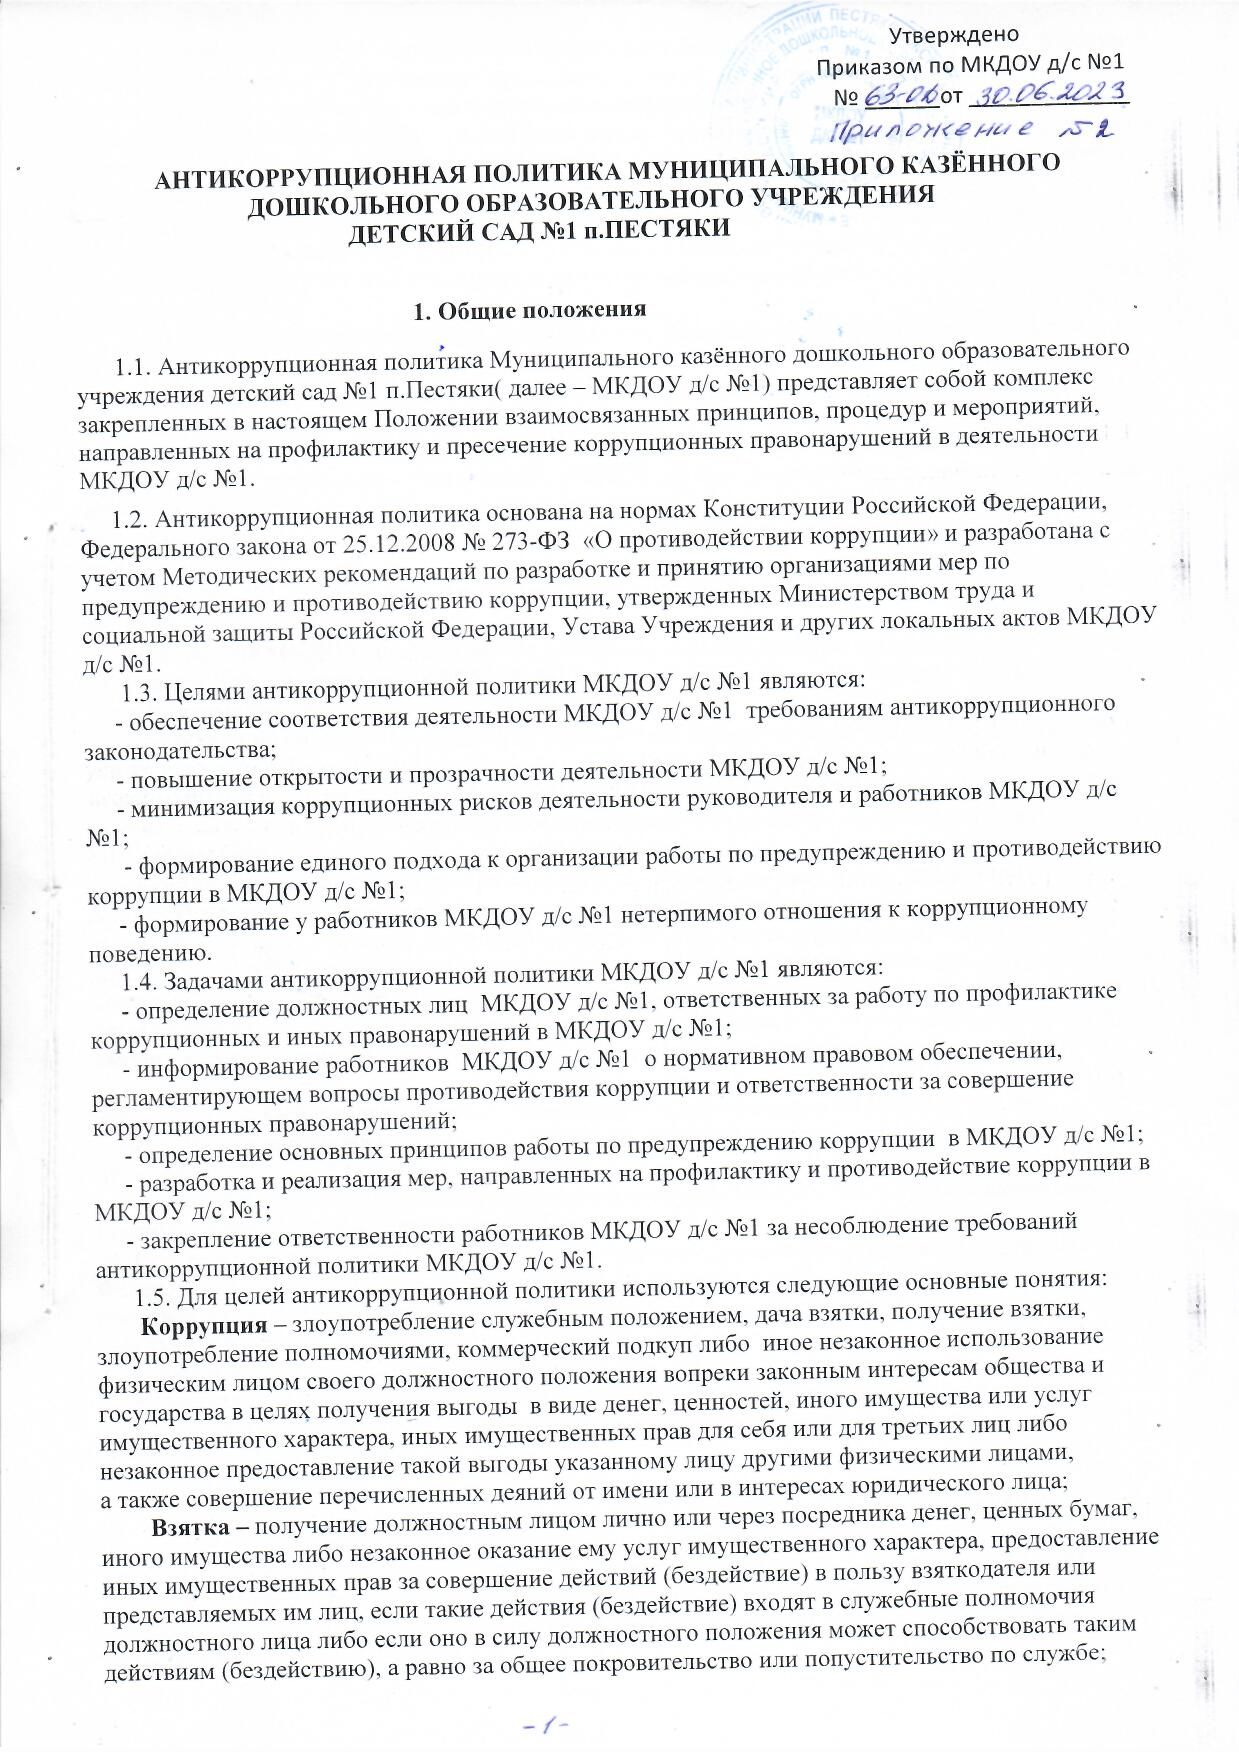 Утверждено
Приказом по МКДОУ д/с №1
№ 63-06 от 30.06.2023
Приложение №2
АНТИКОРРУПЦИОННАЯ ПОЛИТИКА МУНИЦИПАЛЬНОГО КАЗЁННОГО
ДОШКОЛЬНОГО ОБРАЗОВАТЕЛЬНОГО УЧРЕЖДЕНИЯ
ДЕТСКИЙ САД №1 п.ПЕСТЯКИ
1. Общие положения
1.1. Антикоррупционная политика Муниципального казённого дошкольного образовательного
учреждения детский сад №1 п.Пестяки( далее – МКДОУ д/с №1) представляет собой комплекс
закрепленных в настоящем Положении взаимосвязанных принципов, процедур и мероприятий,
направленных на профилактику и пресечение коррупционных правонарушений в деятельности
МКДОУ д/с №1.
1.2. Антикоррупционная политика основана на нормах Конституции Российской Федерации,
Федерального закона от 25.12.2008 № 273-ФЗ «О противодействии коррупции» и разработана с
учетом Методических рекомендаций по разработке и принятию организациями мер по
предупреждению и противодействию коррупции, утвержденных Министерством труда и
социальной защиты Российской Федерации, Устава Учреждения и других локальных актов МКДОУ
д/с №1.
1.3. Целями антикоррупционной политики МКДОУ д/с №1 являются:
- обеспечение соответствия деятельности МКДОУ д/с №1 требованиям антикоррупционного
законодательства;
- повышение открытости и прозрачности деятельности МКДОУ д/с №1;
- минимизация коррупционных рисков деятельности руководителя и работников МКДОУ д/с
№1;
- формирование единого подхода к организации работы по предупреждению и противодействию
коррупции в МКДОУ д/с №1;
- формирование у работников МКДОУ д/с №1 нетерпимого отношения к коррупционному
поведению.
1.4. Задачами антикоррупционной политики МКДОУ д/с №1 являются:
- определение должностных лиц МКДОУ д/с №1, ответственных за работу по профилактике
коррупционных и иных правонарушений в МКДОУ д/с №1;
- информирование работников МКДОУ д/с №1 о нормативном правовом обеспечении,
регламентирующем вопросы противодействия коррупции и ответственности за совершение
коррупционных правонарушений;
- определение основных принципов работы по предупреждению коррупции в МКДОУ д/с №1;
- разработка и реализация мер, направленных на профилактику и противодействие коррупции в
МКДОУ д/с №1;
- закрепление ответственности работников МКДОУ д/с №1 за несоблюдение требований
антикоррупционной политики МКДОУ д/с №1.
1.5. Для целей антикоррупционной политики используются следующие основные понятия:
Коррупция – злоупотребление служебным положением, дача взятки, получение взятки,
злоупотребление полномочиями, коммерческий подкуп либо иное незаконное использование
физическим лицом своего должностного положения вопреки законным интересам общества и
государства в целях получения выгоды в виде денег, ценностей, иного имущества или услуг
имущественного характера, иных имущественных прав для себя или для третьих лиц либо
незаконное предоставление такой выгоды указанному лицу другими физическими лицами,
а также совершение перечисленных деяний от имени или в интересах юридического лица;
Взятка – получение должностным лицом лично или через посредника денег, ценных бумаг,
иного имущества либо незаконное оказание ему услуг имущественного характера, предоставление
иных имущественных прав за совершение действий (бездействие) в пользу взяткодателя или
представляемых им лиц, если такие действия (бездействие) входят в служебные полномочия
должностного лица либо если оно в силу должностного положения может способствовать таким
действиям (бездействию), а равно за общее покровительство или попустительство по службе;
-1-